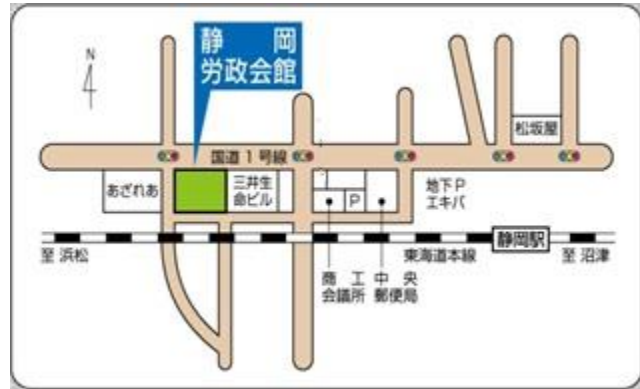 静岡
労政会館
N
松坂屋
国道1号線
あざれあ
三井生
命ビル
P
地下P
エキパ
静岡駅
至 浜松
東海道本線
至 沼津
商工
会議所
中央
郵便局